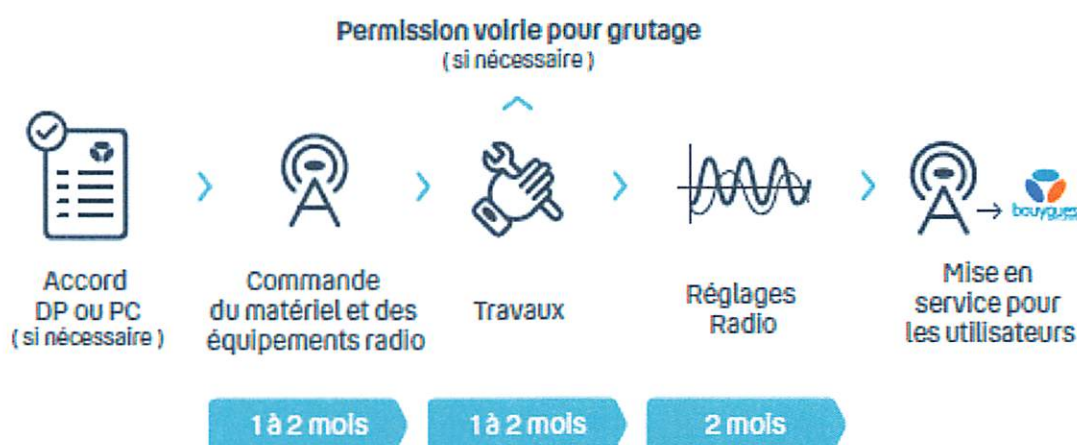 Permission voirie pour grutage
( si nécessaire )
Accord
DP ou PC
( si nécessaire )
Commande
du matériel et des
équipements radio
Travaux
Réglages
Radio
bouygues
Mise en
service pour
les utilisateurs
1 à 2 mois
1 à 2 mois
2 mois